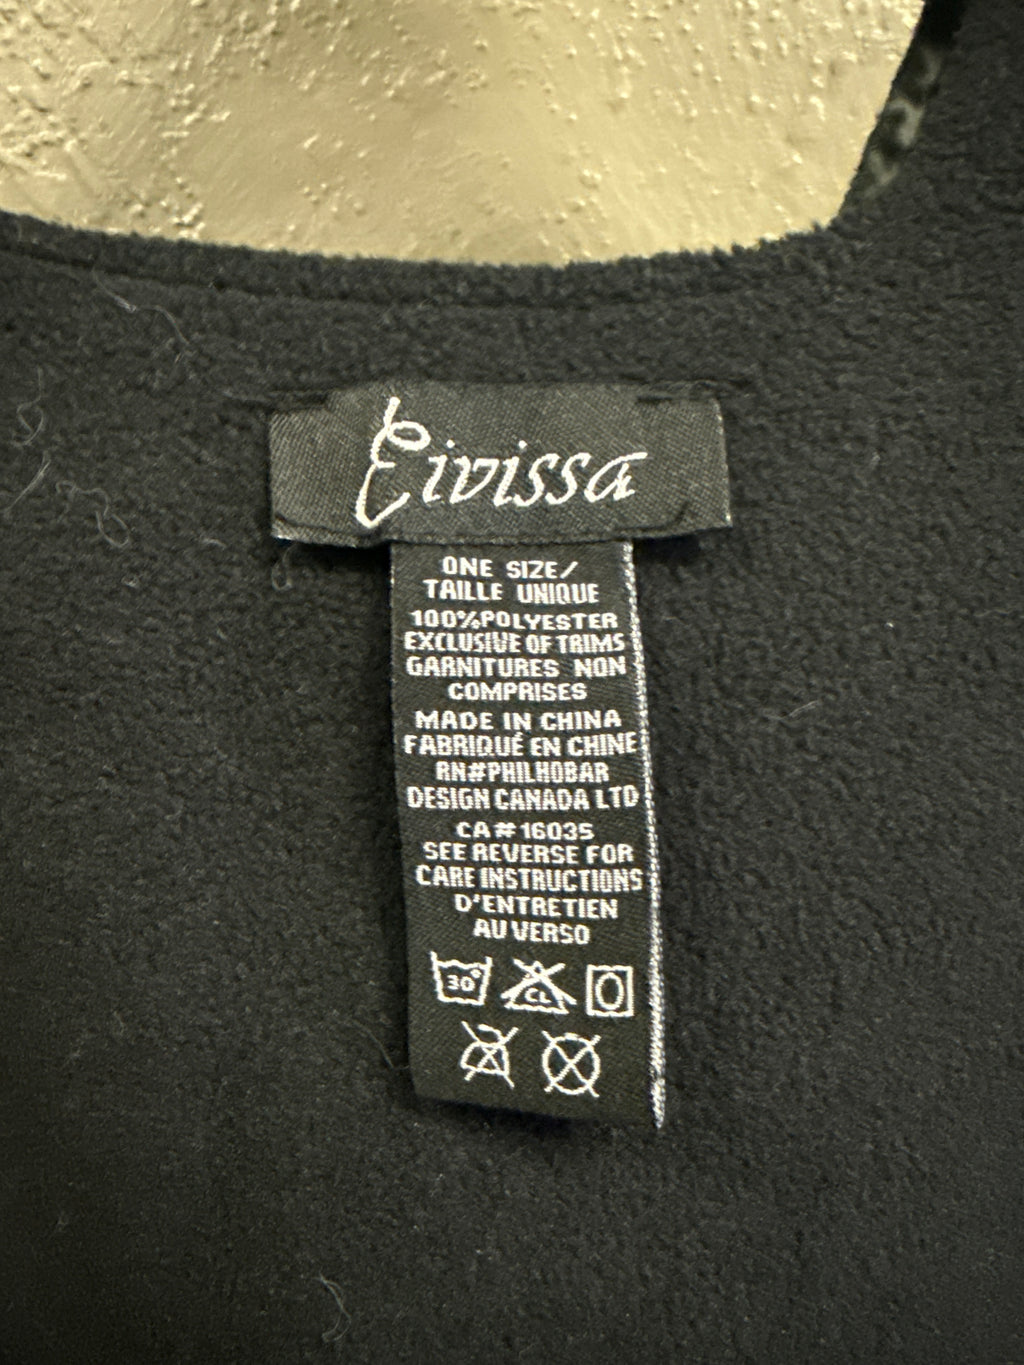 Eivissa
ONE SIZE/
TAILLE UNIQUE
100%POLYESTER
EXCLUSIVE OF TRIMS
GARNITURES NON
COMPRISES
MADE IN CHINA
FABRIQUÉ EN CHINE
RN#PHILHOBAR
DESIGN CANADA LTD
CA#16035
SEE REVERSE FOR
CARE INSTRUCTIONS
D'ENTRETIEN
AU VERSO
30°
CL